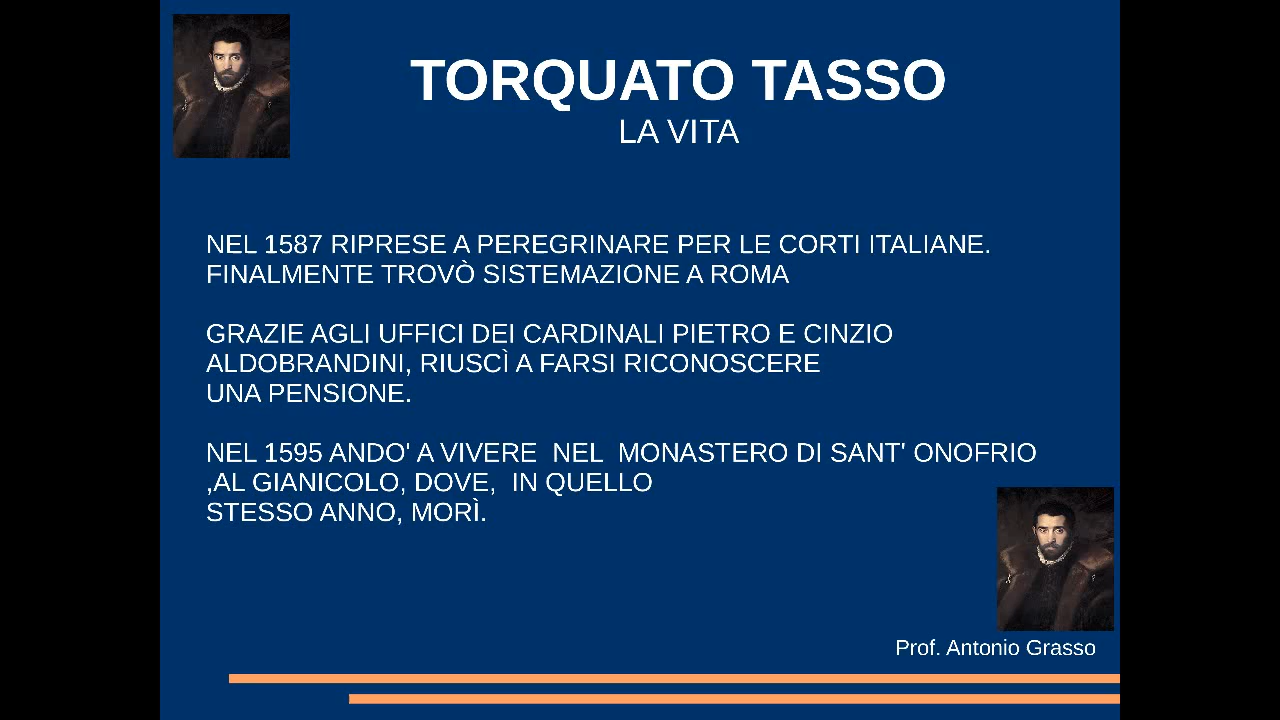 TORQUATO TASSO
LA VITA
NEL 1587 RIPRESE A PEREGRINARE PER LE CORTI ITALIANE.
FINALMENTE TROVÒ SISTEMAZIONE A ROMA
GRAZIE AGLI UFFICI DEI CARDINALI PIETRO E CINZIO
ALDOBRANDINI, RIUSCÌ A FARSI RICONOSCERE
UNA PENSIONE.
NEL 1595 ANDO' A VIVERE  NEL  MONASTERO DI SANT' ONOFRIO
,AL GIANICOLO, DOVE,  IN QUELLO
STESSO ANNO, MORÌ.
Prof. Antonio Grasso